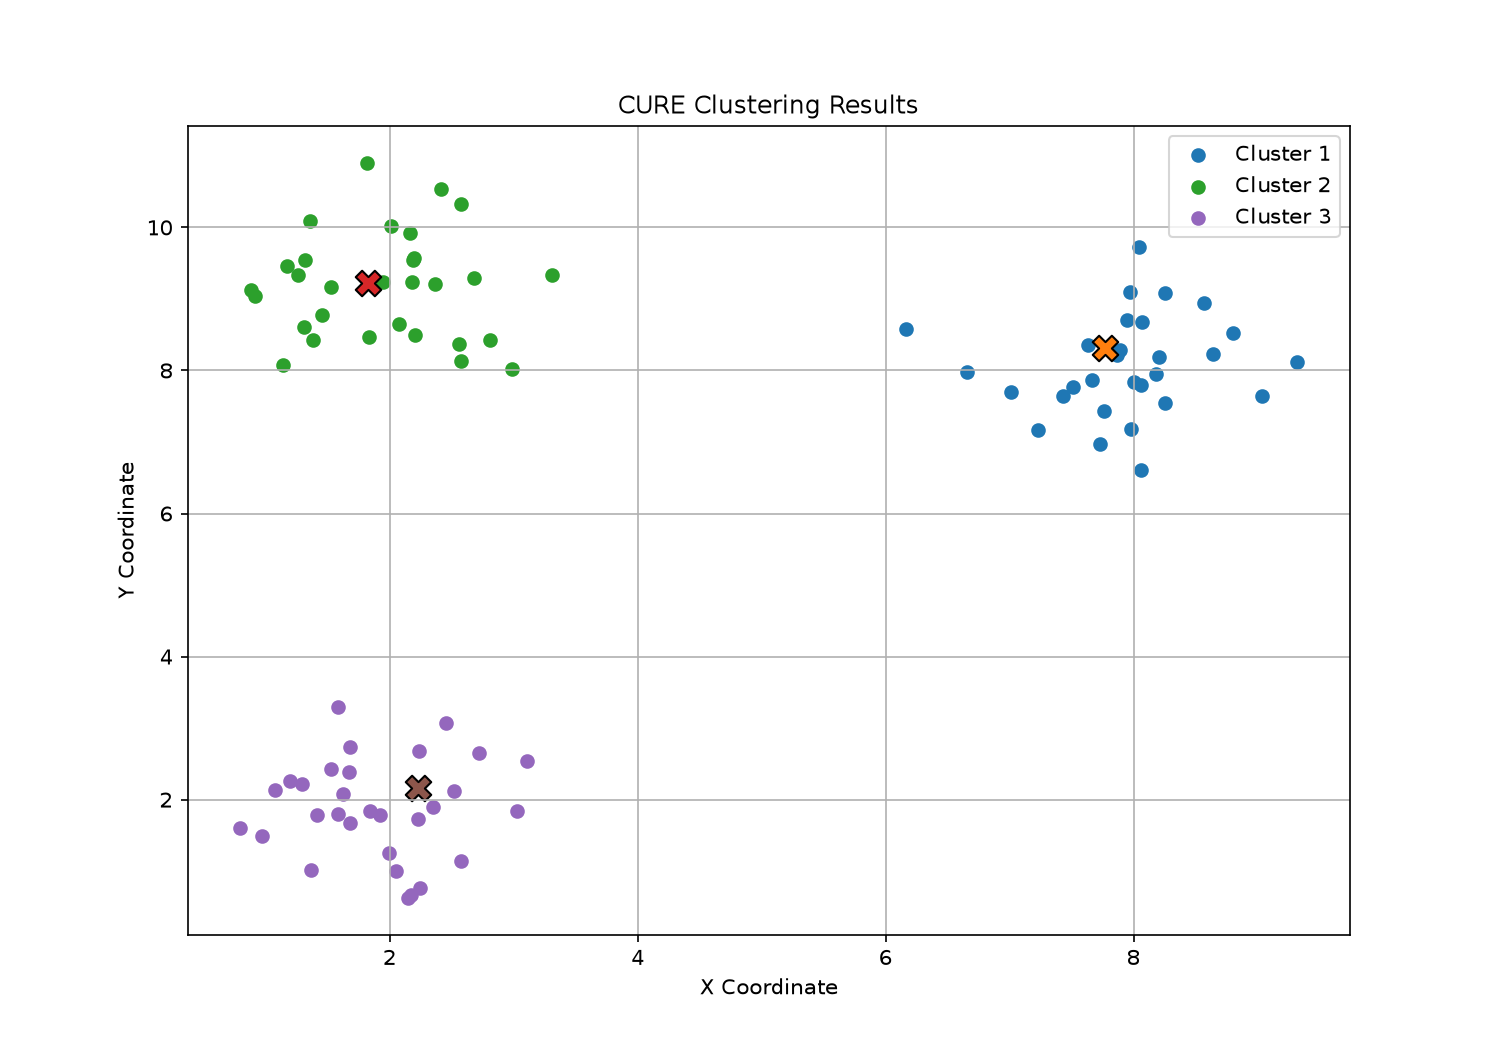 CURE Clustering Results
Cluster 1
Cluster 2
Cluster 3
10
8
6
4
2
Y Coordinate
2 4 6 8
X Coordinate